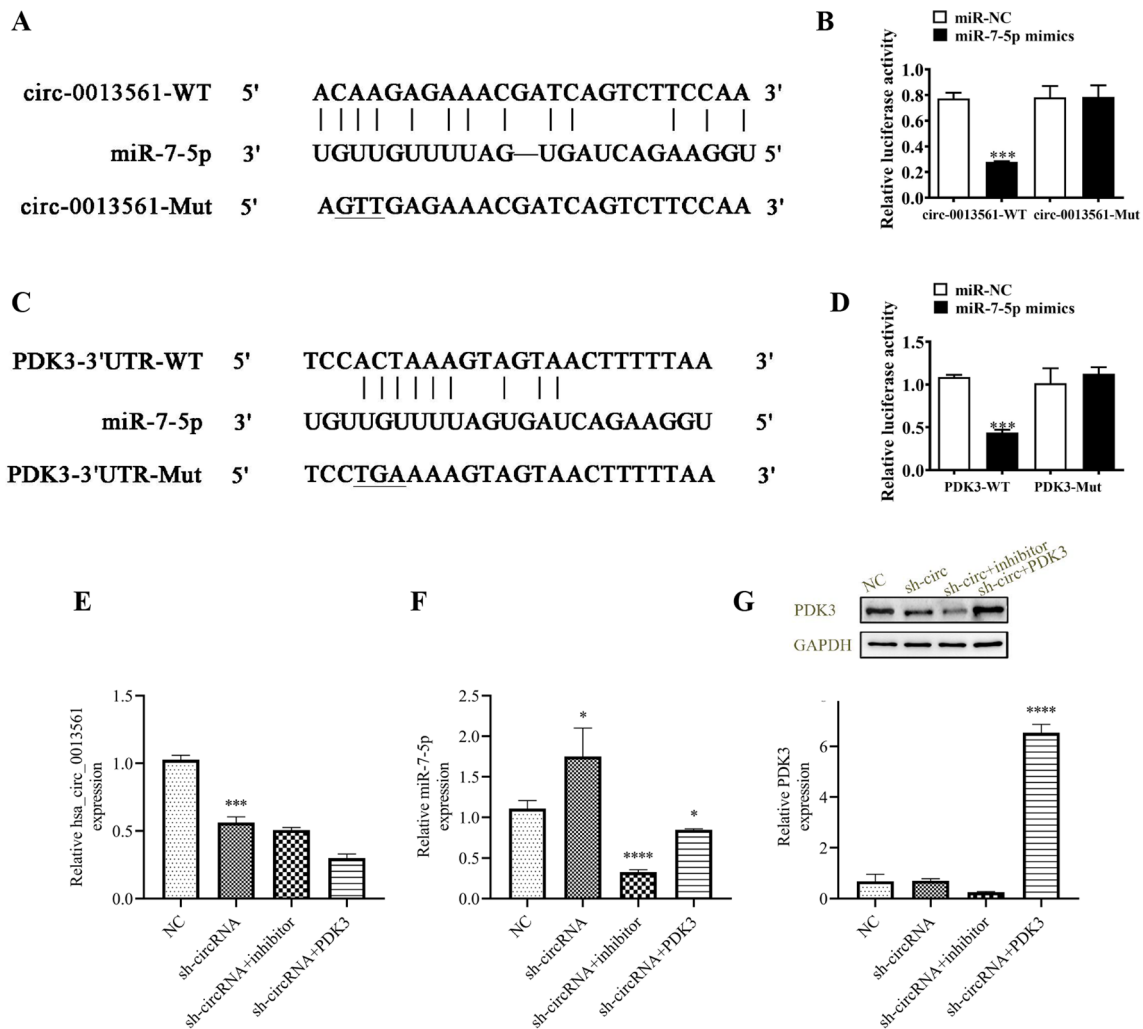 A
circ-0013561-WT 5' ACAAGAGAAACGATCAGTCTTCCAA 3'
miR-7-5p 3' UGUUGUUUUAG—UGAUCAGAAGGU 5'
circ-0013561-Mut 5' AGTTGAGAAACGATCAGTCTTCCAA 3'
B
miR-NC
miR-7-5p mimics
Relative luciferase activity
1.0
0.8
0.6
0.4
0.2
0.0
***
circ-0013561-WT circ-0013561-Mut
C
PDK3-3'UTR-WT 5' TCCACTAAAGTAGTAACTTTTTAA 3'
miR-7-5p 3' UGUUGUUUUAGUGAUCAGAAGGU 5'
PDK3-3'UTR-Mut 5' TCCTGAAAAGTAGTAACTTTTTAA 3'
D
miR-NC
miR-7-5p mimics
Relative luciferase activity
1.5
1.0
0.5
0.0
***
PDK3-WT PDK3-Mut
E
Relative hsa_circ_0013561
expression
1.5
1.0
0.5
0.0
***
NC
sh-circRNA
sh-circRNA+inhibitor
sh-circRNA+PDK3
F
Relative miR-7-5p
expression
2.5
2.0
1.5
1.0
0.5
0.0
*
****
*
NC
sh-circRNA
sh-circRNA+inhibitor
sh-circRNA+PDK3
G
NC
sh-circ
sh-circ+inhibitor
sh-circ+PDK3
PDK3
GAPDH
Relative PDK3
expression
6
4
2
0
****
NC
sh-circRNA
sh-circRNA+inhibitor
sh-circRNA+PDK3